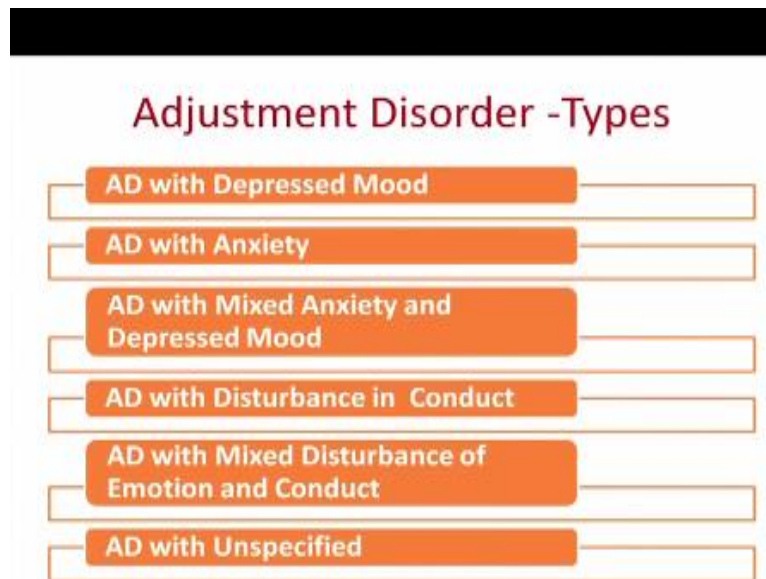 Adjustment Disorder -Types
AD with Depressed Mood
AD with Anxiety
AD with Mixed Anxiety and
Depressed Mood
AD with Disturbance in Conduct
AD with Mixed Disturbance of
Emotion and Conduct
AD with Unspecified